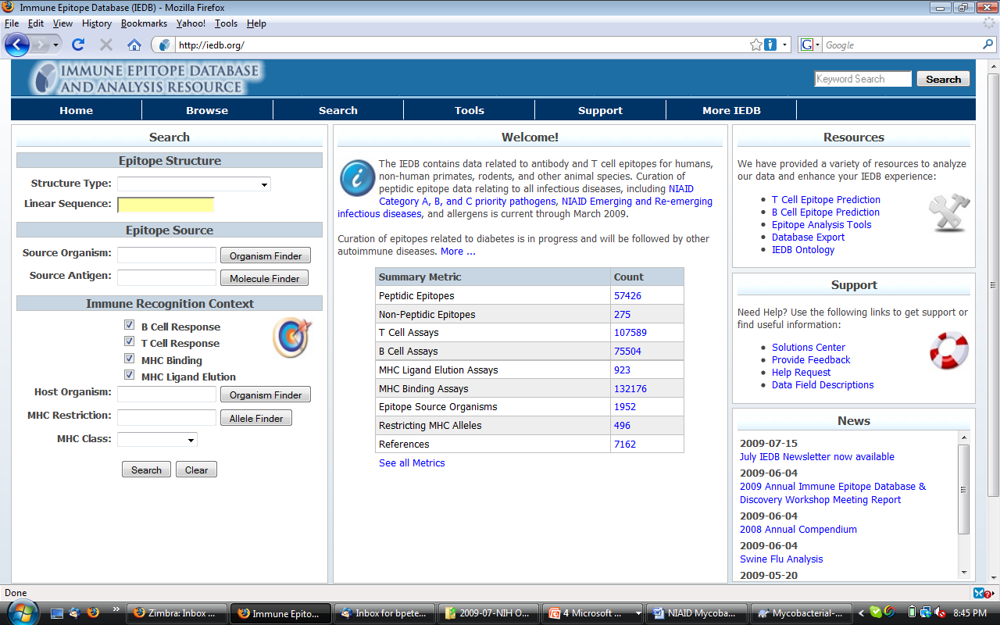 Immune Epitope Database (IEDB) - Mozilla Firefox
File Edit View History Bookmarks Yahoo! Tools Help
http://iedb.org/
Google
IMMUNE EPITOPE DATABASE
AND ANALYSIS RESOURCE
Keyword Search Search
Home Browse Search Tools Support More IEDB
Search
Epitope Structure
Structure Type:
Linear Sequence:
Epitope Source
Source Organism: Organism Finder
Source Antigen: Molecule Finder
Immune Recognition Context
B Cell Response
T Cell Response
MHC Binding
MHC Ligand Elution
Host Organism: Organism Finder
MHC Restriction: Allele Finder
MHC Class:
Search Clear
Welcome!
The IEDB contains data related to antibody and T cell epitopes for humans,
non-human primates, rodents, and other animal species. Curation of
peptidic epitope data relating to all infectious diseases, including NIAID
Category A, B, and C priority pathogens, NIAID Emerging and Re-emerging
infectious diseases, and allergens is current through March 2009.
Curation of epitopes related to diabetes is in progress and will be followed by other
autoimmune diseases. More ...
Summary Metric Count
Peptidic Epitopes 57426
Non-Peptidic Epitopes 275
T Cell Assays 107589
B Cell Assays 75504
MHC Ligand Elution Assays 923
MHC Binding Assays 132176
Epitope Source Organisms 1952
Restricting MHC Alleles 496
References 7162
See all Metrics
Resources
We have provided a variety of resources to analyze
our data and enhance your IEDB experience:
T Cell Epitope Prediction
B Cell Epitope Prediction
Epitope Analysis Tools
Database Export
IEDB Ontology
Support
Need Help? Use the following links to get support or
find useful information:
Solutions Center
Provide Feedback
Help Request
Data Field Descriptions
News
2009-07-15
July IEDB Newsletter now available
2009-06-04
2009 Annual Immune Epitope Database &
Discovery Workshop Meeting Report
2009-06-04
2008 Annual Compendium
2009-06-04
Swine Flu Analysis
2009-05-20
Done
Zimbra: Inbox ... Immune Epito... Inbox for bpete... 2009-07-NIH O... 4 Microsoft ... NIAID Mycoba... Mycobacterial-... 8:45 PM